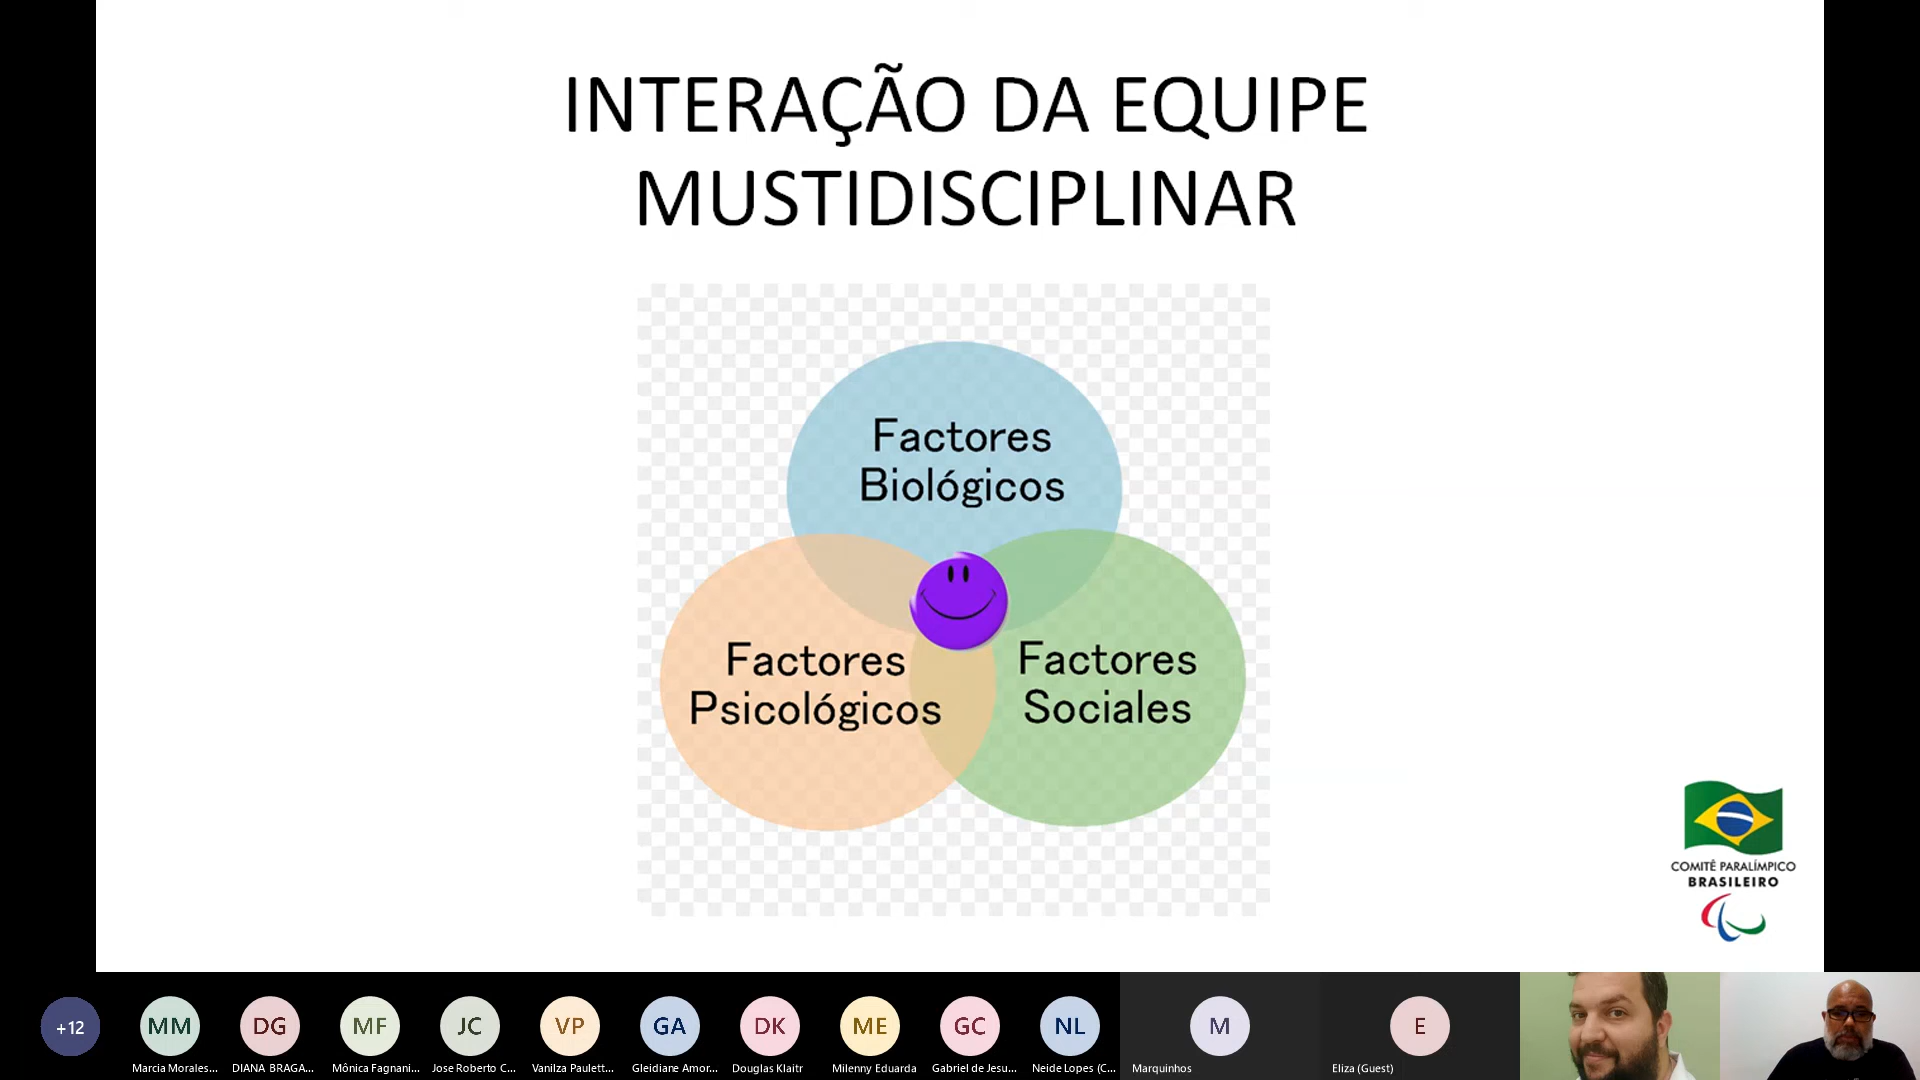 INTERAÇÃO DA EQUIPE
MUSTIDISCIPLINAR
Factores
Biológicos
Factores
Psicológicos
Factores
Sociales
COMITÊ PARALÍMPICO
BRASILEIRO
+12
MM
DG
MF
JC
VP
GA
DK
ME
GC
NL
M
E
Marcia Morales...
DIANA BRAGA...
Mônica Fagnani...
Jose Roberto C...
Vanilza Paulett...
Gleidiane Amor...
Douglas Klaitr
Milenny Eduarda
Gabriel de Jesu...
Neide Lopes (C...
Marquinhos
Eliza (Guest)